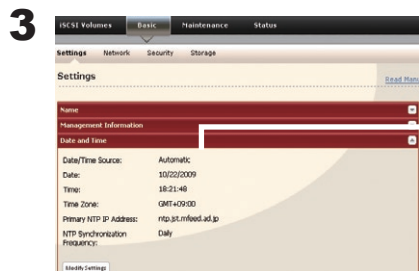 3
iSCSI Volumes Basic Maintenance Status
Settings Network Security Storage
Settings
Read Manu
Name
Management Information
Date and Time
Date/Time Source: Automatic
Date: 10/22/2009
Time: 18:21:48
Time Zone: GMT+09:00
Primary NTP IP Address: ntp.jst.mfeed.ad.jp
NTP Synchronization Daily
Frequency:
Modify Settings